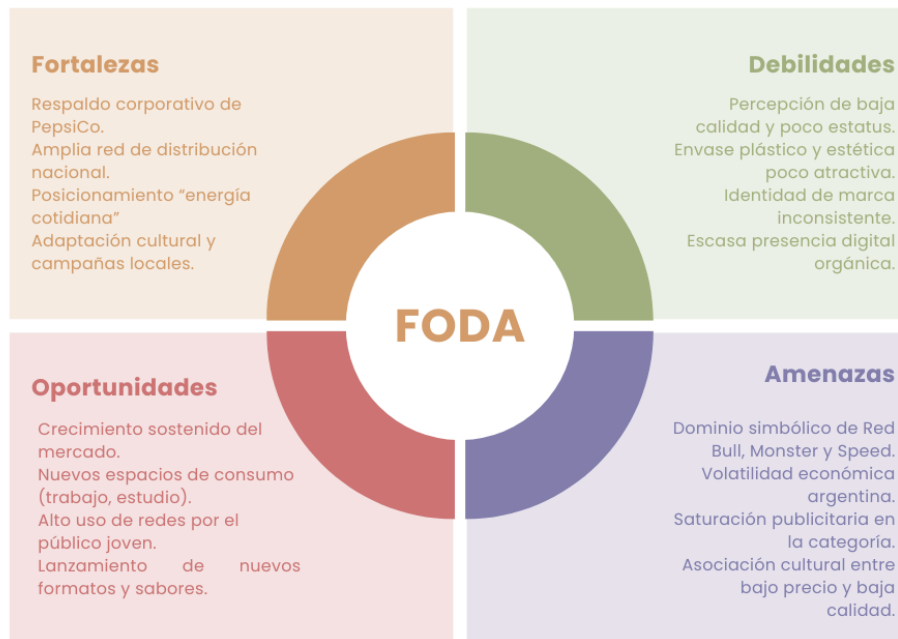 Fortalezas
Respaldo corporativo de
PepsiCo.
Amplia red de distribución
nacional.
Posicionamiento “energía
cotidiana”
Adaptación cultural y
campañas locales.
Debilidades
Percepción de baja
calidad y poco estatus.
Envase plástico y estética
poco atractiva.
Identidad de marca
inconsistente.
Escasa presencia digital
orgánica.
FODA
Oportunidades
Crecimiento sostenido del
mercado.
Nuevos espacios de consumo
(trabajo, estudio).
Alto uso de redes por el
público joven.
Lanzamiento de nuevos
formatos y sabores.
Amenazas
Dominio simbólico de Red
Bull, Monster y Speed.
Volatilidad económica
argentina.
Saturación publicitaria en
la categoría.
Asociación cultural entre
bajo precio y baja
calidad.